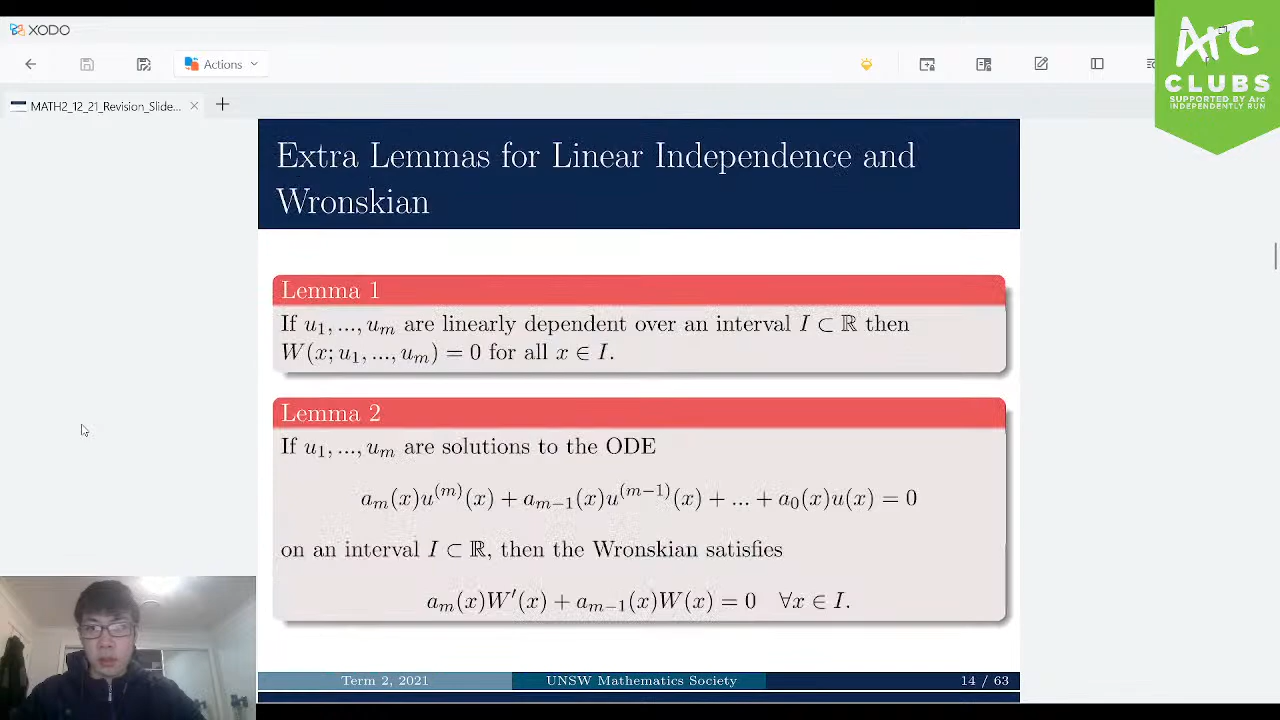 XODO
Actions
MATH2_12_21_Revision_Slide...
Arc
CLUBS
SUPPORTED BY Arc
INDEPENDENTLY RUN
Extra Lemmas for Linear Independence and
Wronskian
Lemma 1
If u₁, ..., uₘ are linearly dependent over an interval I ⊂ ℝ then
W(x; u₁, ..., uₘ) = 0 for all x ∈ I.
Lemma 2
If u₁, ..., uₘ are solutions to the ODE
aₘ(x)u⁽ᵐ⁾(x) + aₘ₋₁(x)u⁽ᵐ⁻¹⁾(x) + ... + a₀(x)u(x) = 0
on an interval I ⊂ ℝ, then the Wronskian satisfies
aₘ(x)W′(x) + aₘ₋₁(x)W(x) = 0 ∀x ∈ I.
Term 2, 2021 UNSW Mathematics Society 14 / 63